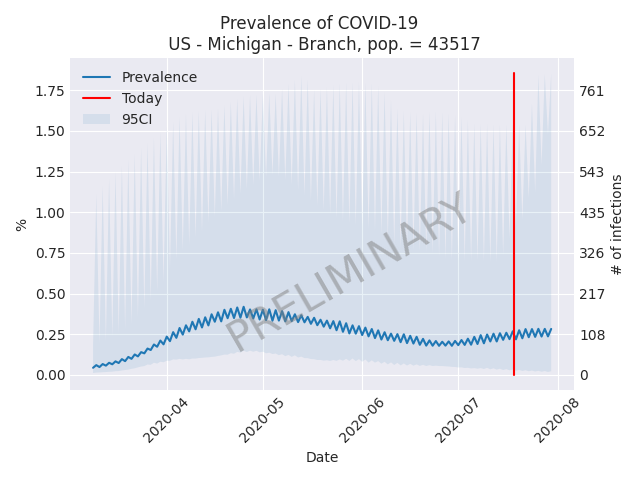 Prevalence of COVID-19
US - Michigan - Branch, pop. = 43517
Prevalence
Today
95CI
1.75
1.50
1.25
1.00
0.75
0.50
0.25
0.00
%
761
652
543
435
326
217
108
0
# of infections
PRELIMINARY
2020-04
2020-05
2020-06
2020-07
2020-08
Date